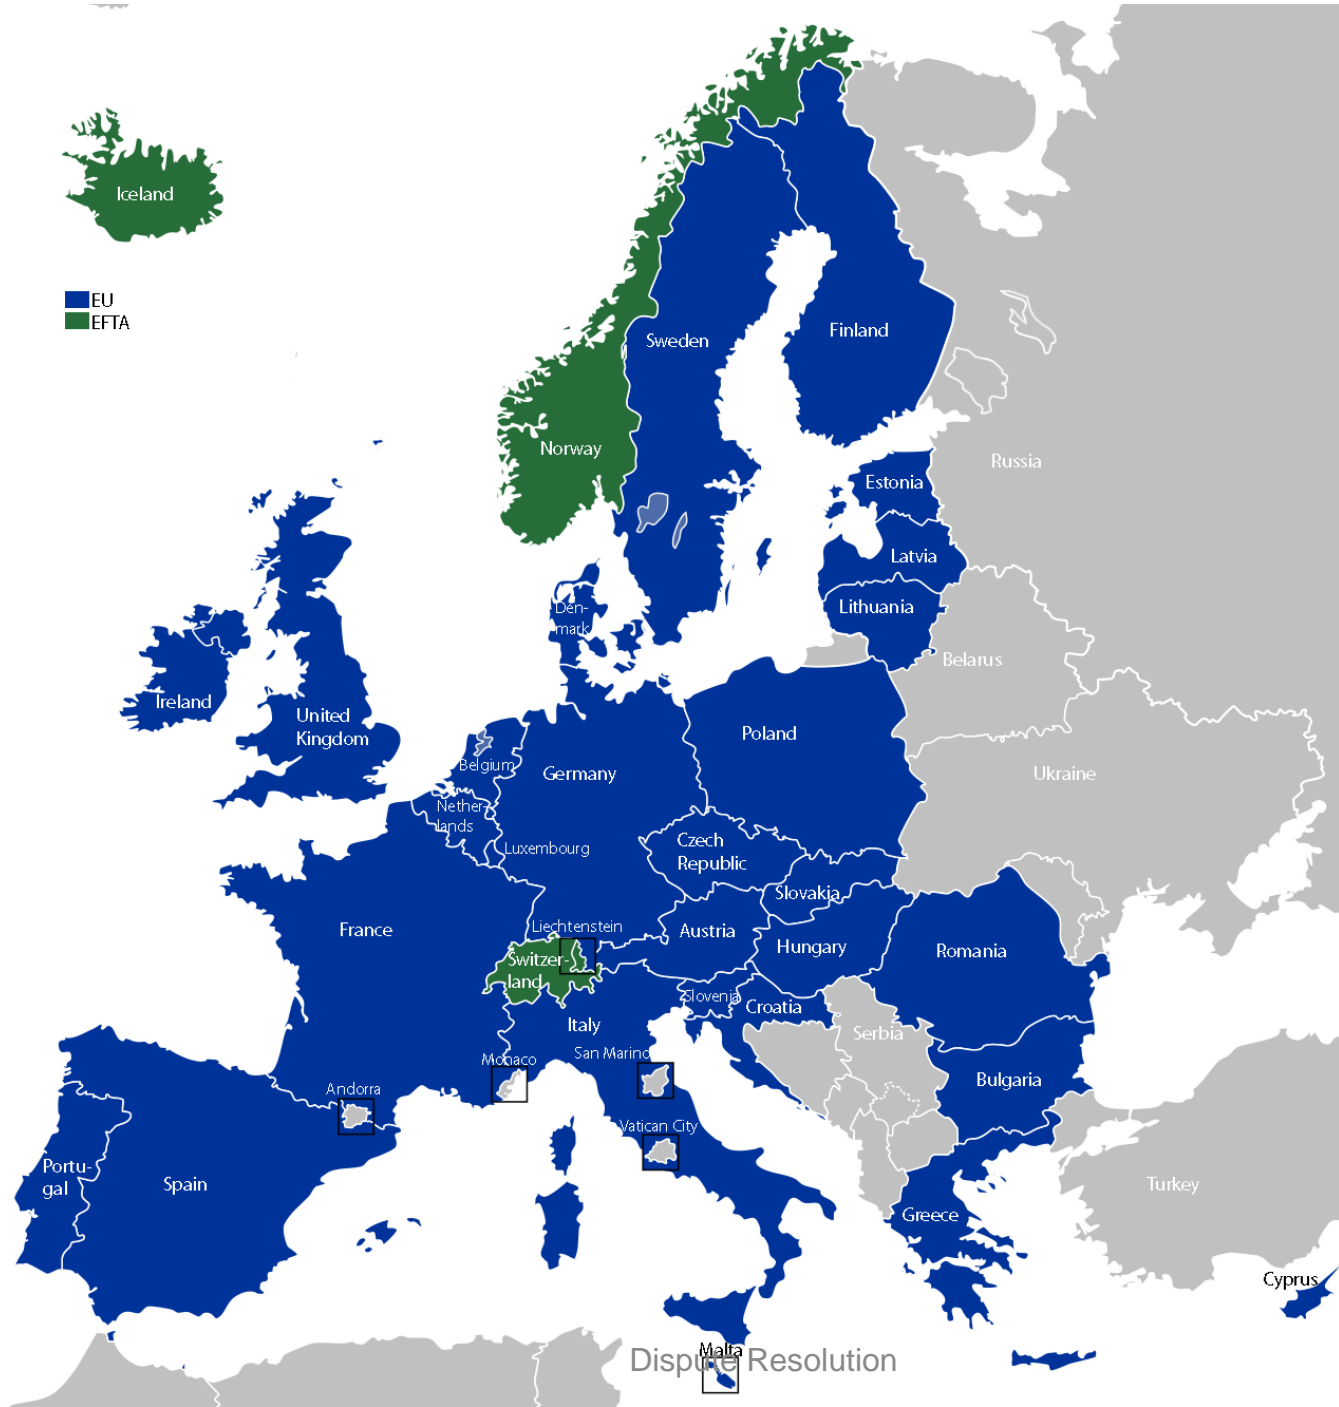 Iceland
EU
EFTA
Sweden
Finland
Norway
Russia
Estonia
Latvia
Den-
mark
Lithuania
Belarus
Ireland
United
Kingdom
Poland
Belgium
Germany
Ukraine
Nether-
lands
Luxembourg
Czech
Republic
Slovakia
France
Liechtenstein
Austria
Hungary
Romania
Switzer-
land
Slovenja
Croatia
Italy
Serbia
Monaco
San Marino
Bulgaria
Andorra
Vatican City
Portu-
gal
Spain
Turkey
Greece
Cyprus
Malta
Dispute Resolution